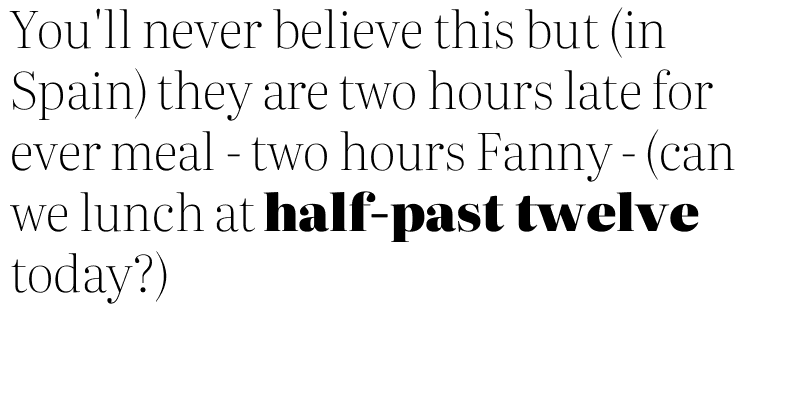 You'll never believe this but (in
Spain) they are two hours late for
ever meal - two hours Fanny - (can
we lunch at half-past twelve
today?)